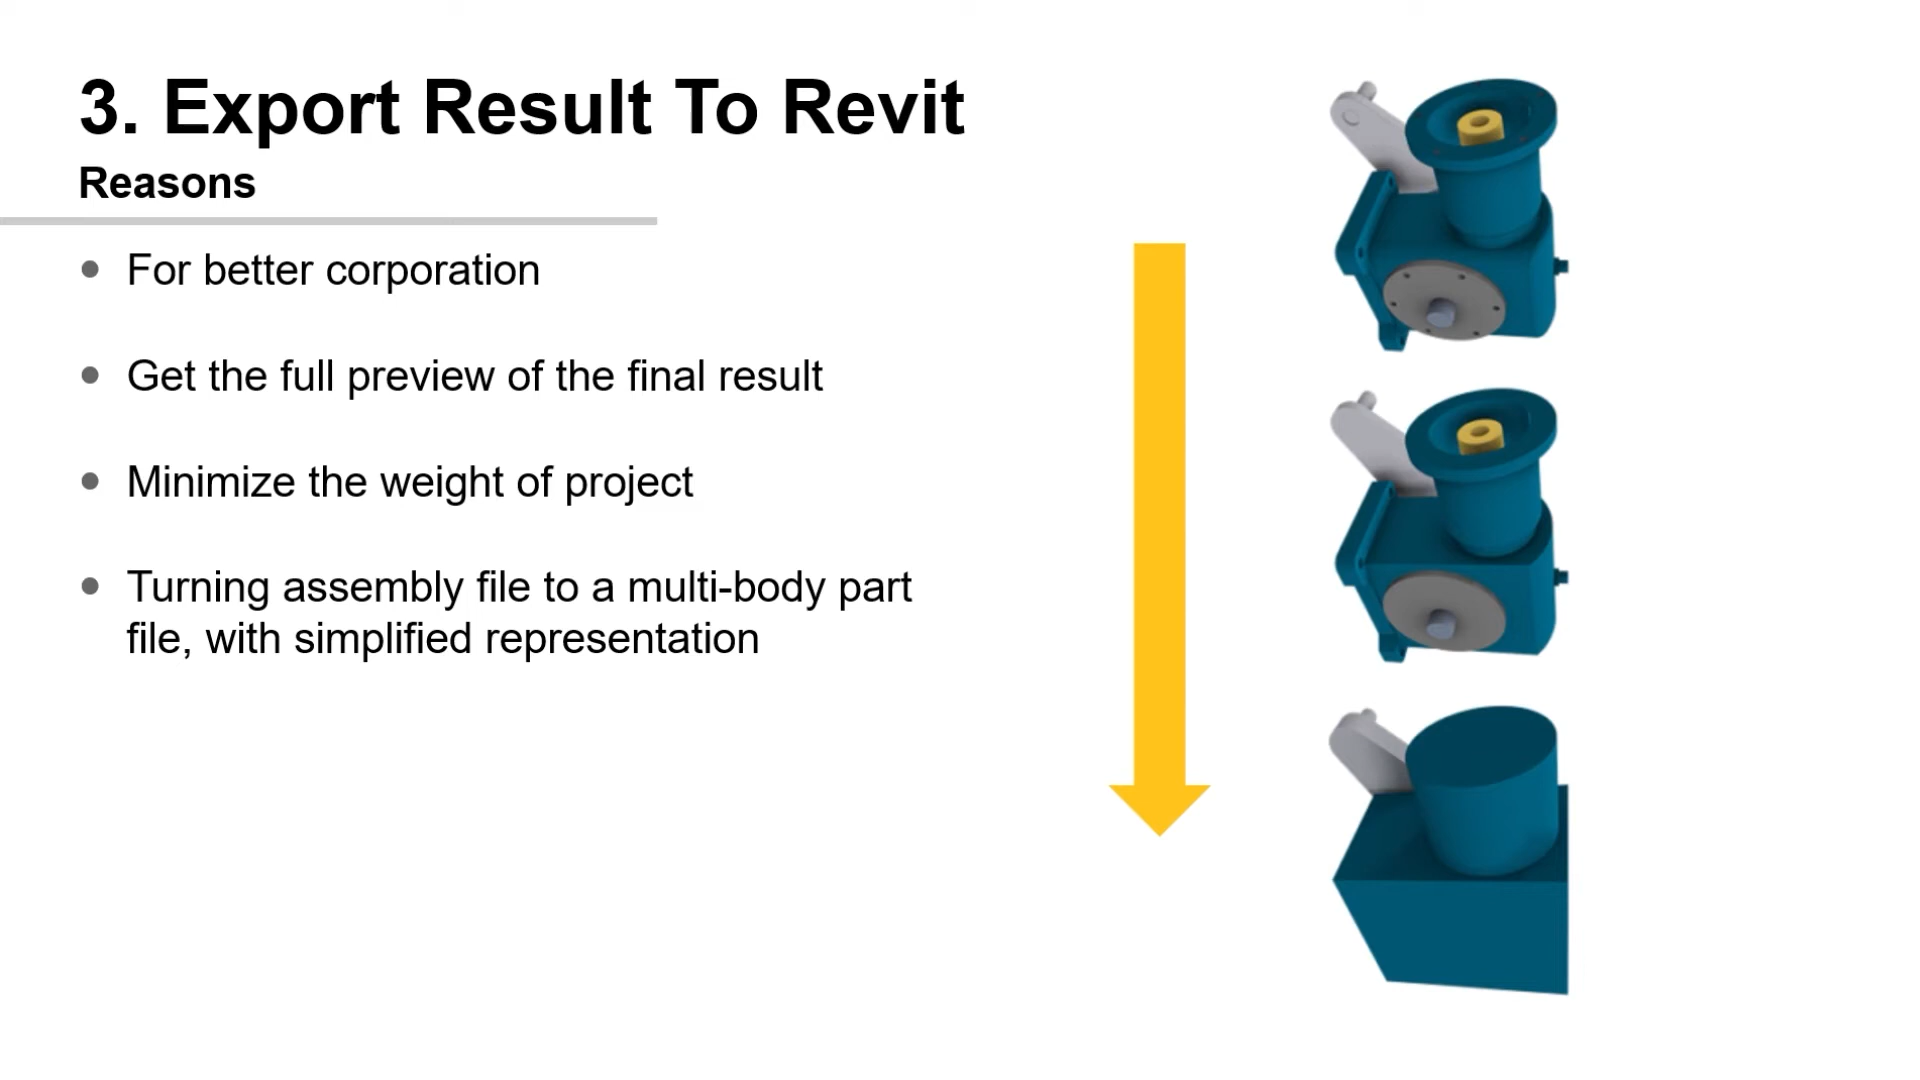 3. Export Result To Revit
Reasons
For better corporation
Get the full preview of the final result
Minimize the weight of project
Turning assembly file to a multi-body part
file, with simplified representation